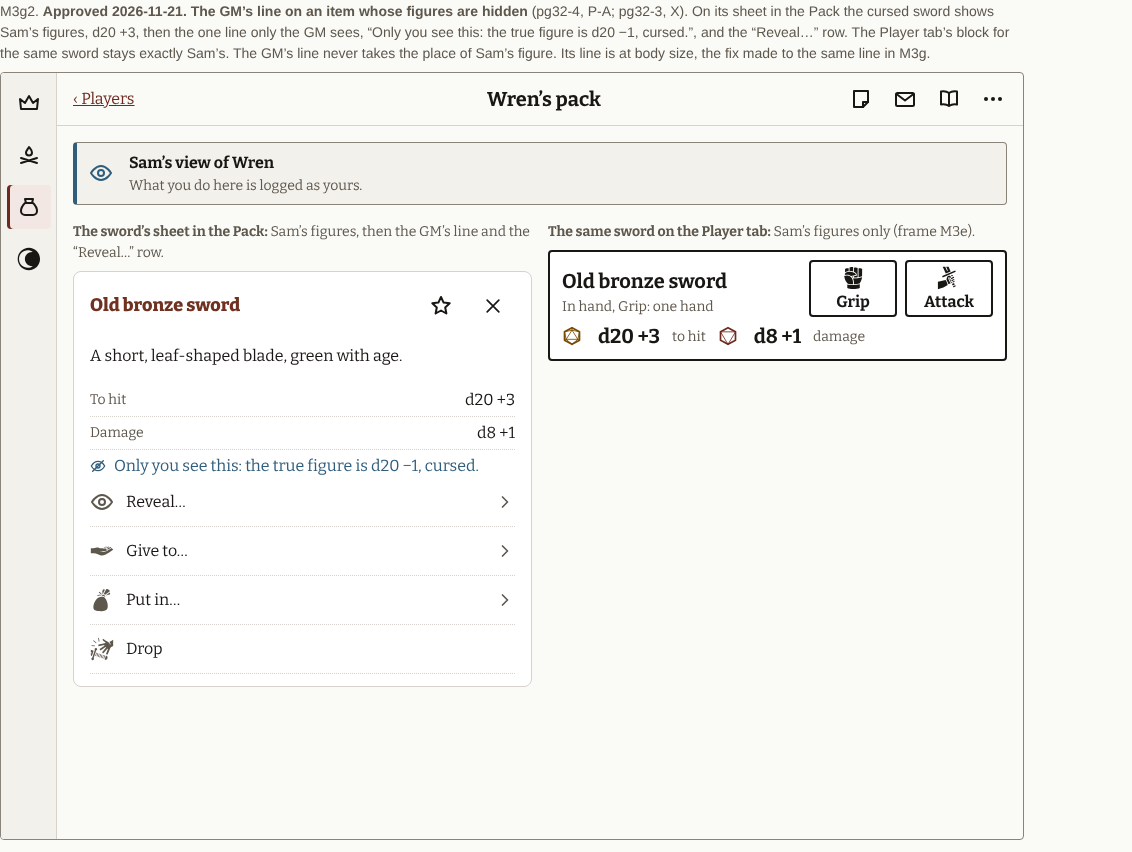 M3g2. Approved 2026-11-21. The GM’s line on an item whose figures are hidden (pg32-4, P-A; pg32-3, X). On its sheet in the Pack the cursed sword shows
Sam’s figures, d20 +3, then the one line only the GM sees, “Only you see this: the true figure is d20 −1, cursed.”, and the “Reveal…” row. The Player tab’s block for
the same sword stays exactly Sam’s. The GM’s line never takes the place of Sam’s figure. Its line is at body size, the fix made to the same line in M3g.
‹ Players
Wren’s pack
Sam’s view of Wren
What you do here is logged as yours.
The sword’s sheet in the Pack: Sam’s figures, then the GM’s line and the
“Reveal…” row.
Old bronze sword
A short, leaf-shaped blade, green with age.
To hit d20 +3
Damage d8 +1
Only you see this: the true figure is d20 −1, cursed.
Reveal…
Give to…
Put in…
Drop
The same sword on the Player tab: Sam’s figures only (frame M3e).
Old bronze sword
In hand, Grip: one hand
Grip
Attack
d20 +3 to hit d8 +1 damage